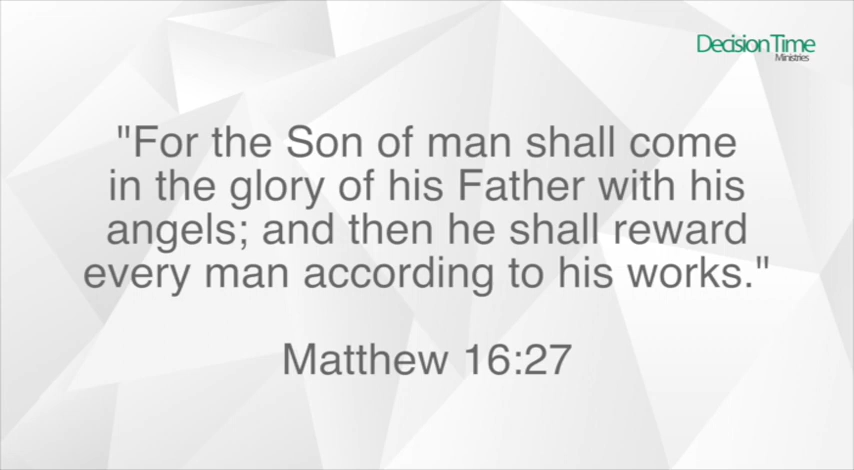 DecisionTime
Ministries
"For the Son of man shall come
in the glory of his Father with his
angels; and then he shall reward
every man according to his works."
Matthew 16:27